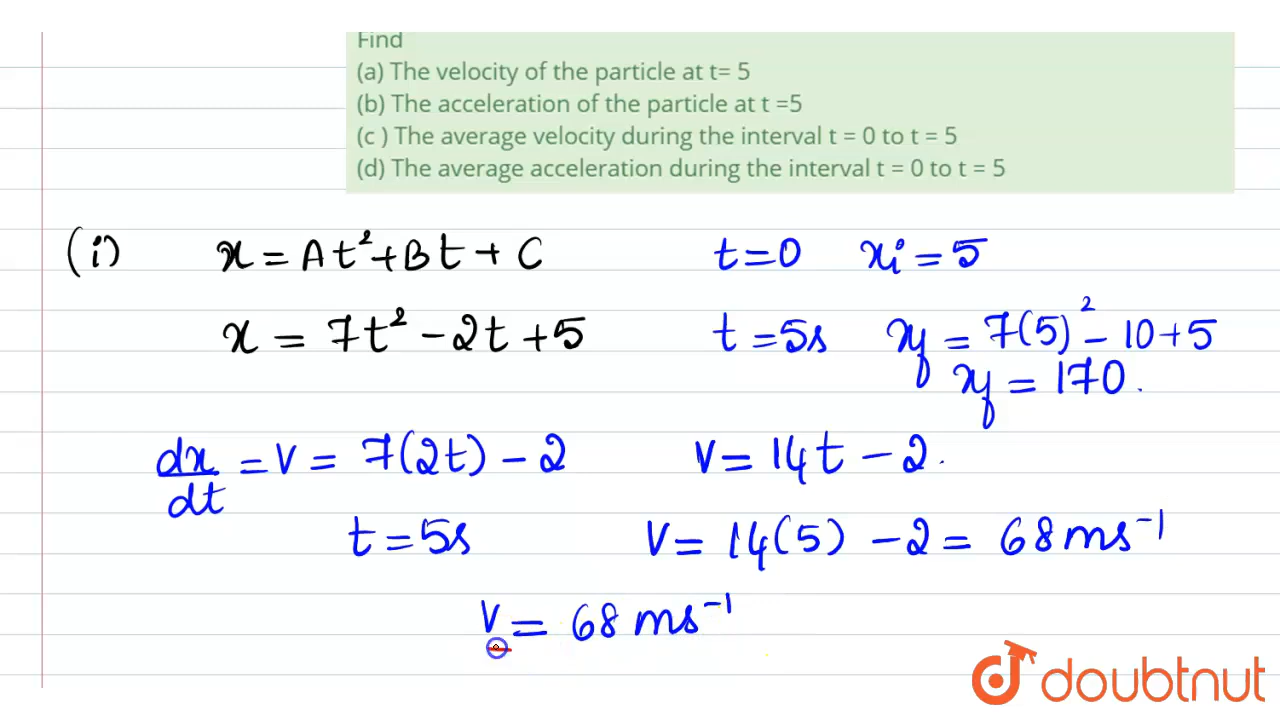 Find
(a) The velocity of the particle at t= 5
(b) The acceleration of the particle at t =5
(c ) The average velocity during the interval t = 0 to t = 5
(d) The average acceleration during the interval t = 0 to t = 5
(i) x = At² + Bt + C t = 0 xi = 5
x = 7t² - 2t + 5 t = 5s xf = 7(5)² - 10 + 5
xf = 170.
dx/dt = V = 7(2t) - 2 V = 14t - 2.
t = 5s V = 14(5) - 2 = 68 ms⁻¹
V = 68 ms⁻¹
doubtnut